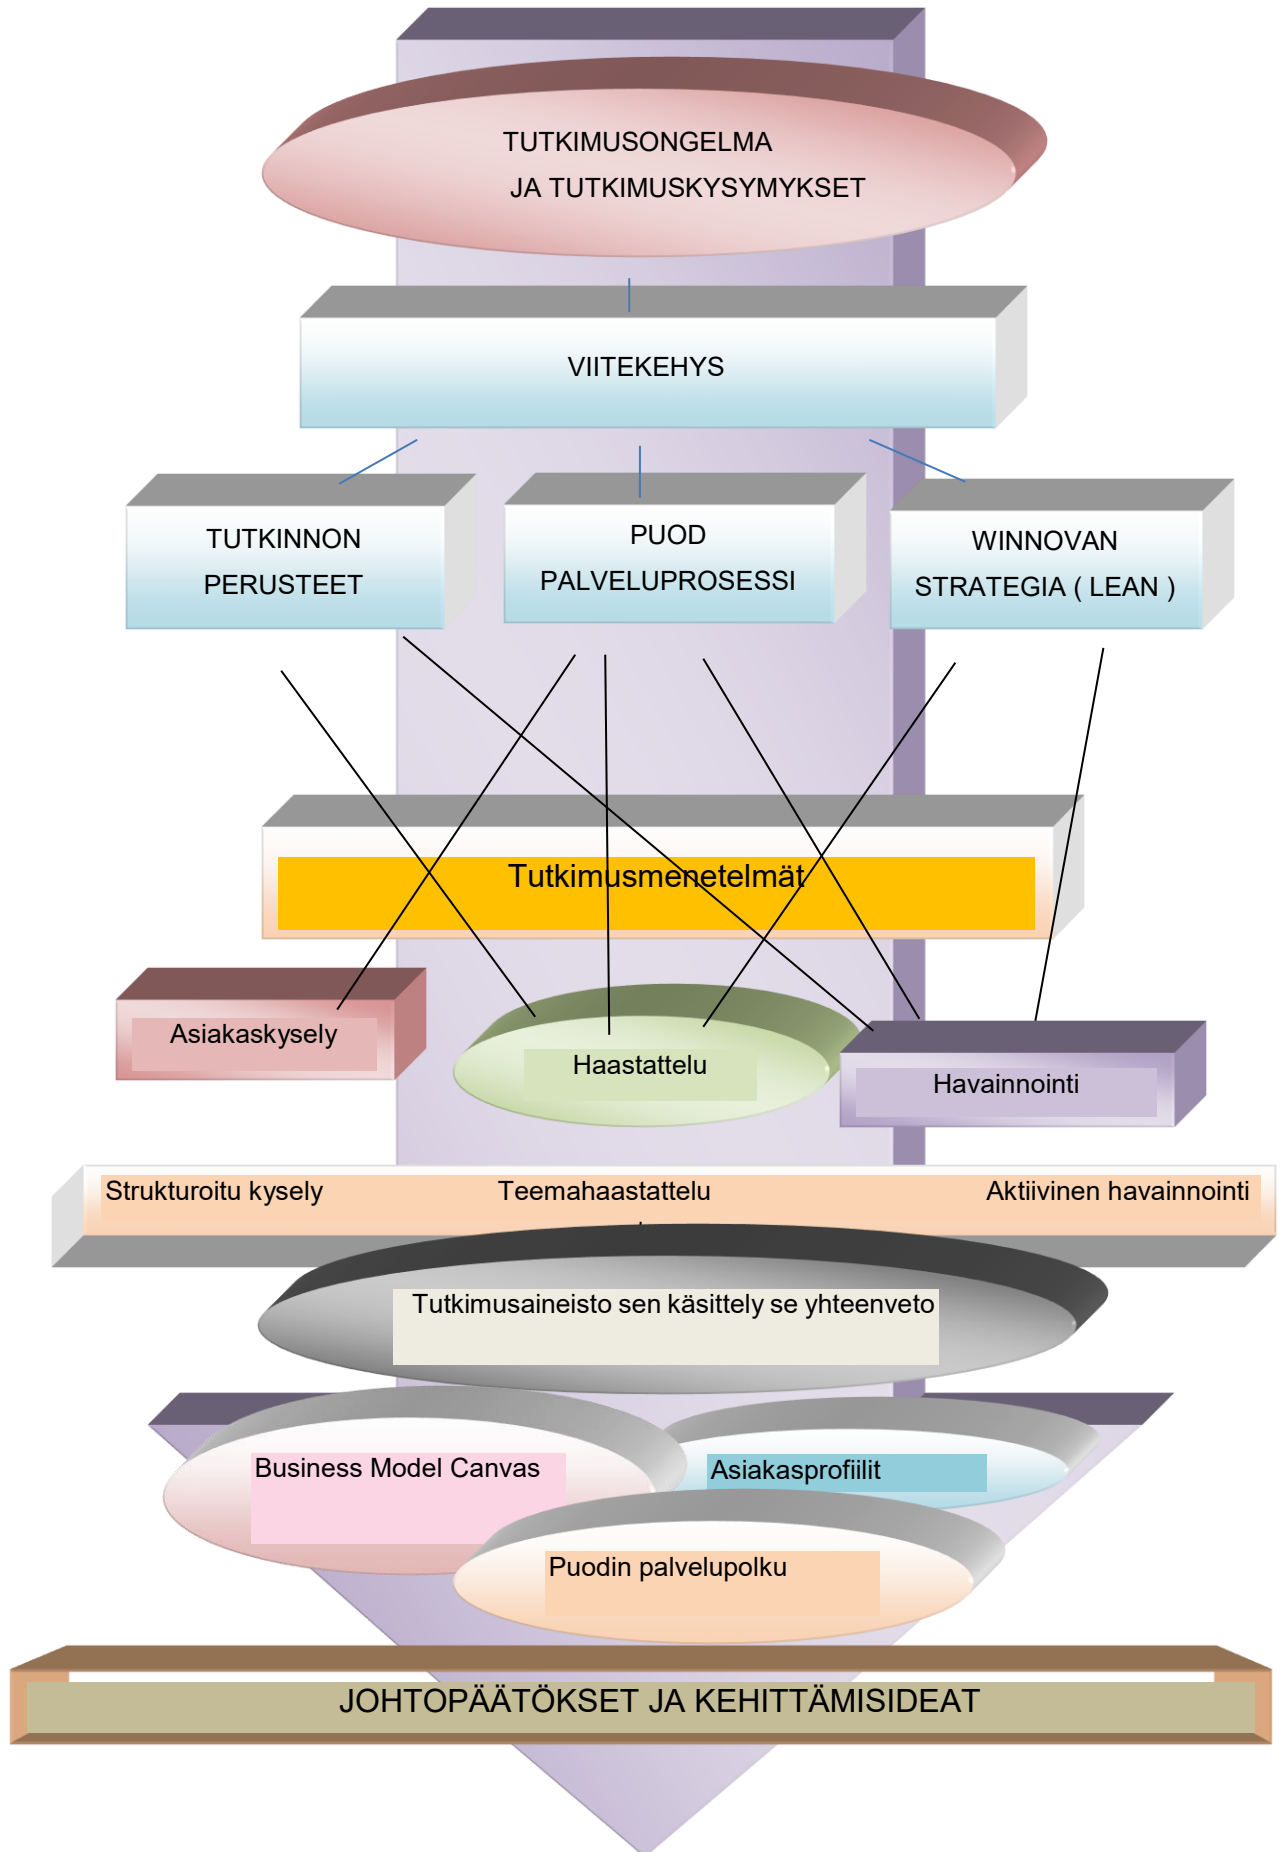 TUTKIMUSONGELMA
JA TUTKIMUSKYSYMYKSET
VIITEKEHYS
TUTKINNON
PERUSTEET
PUOD
PALVELUPROSESSI
WINNOVAN
STRATEGIA ( LEAN )
Tutkimusmenetelmät
Asiakaskysely
Haastattelu
Havainnointi
Strukturoitu kysely
Teemahaastattelu
Aktiivinen havainnointi
Tutkimusaineisto sen käsittely se yhteenveto
Business Model Canvas
Asiakasprofiilit
Puodin palvelupolku
JOHTOPÄÄTÖKSET JA KEHITTÄMISIDEAT